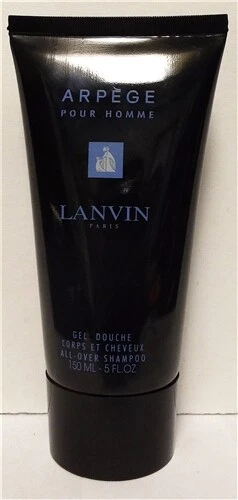 ARPÈGE
POUR HOMME
LANVIN
PARIS
GEL DOUCHE
CORPS ET CHEVEUX
ALL-OVER SHAMPOO
150 ML - 5 FL.OZ